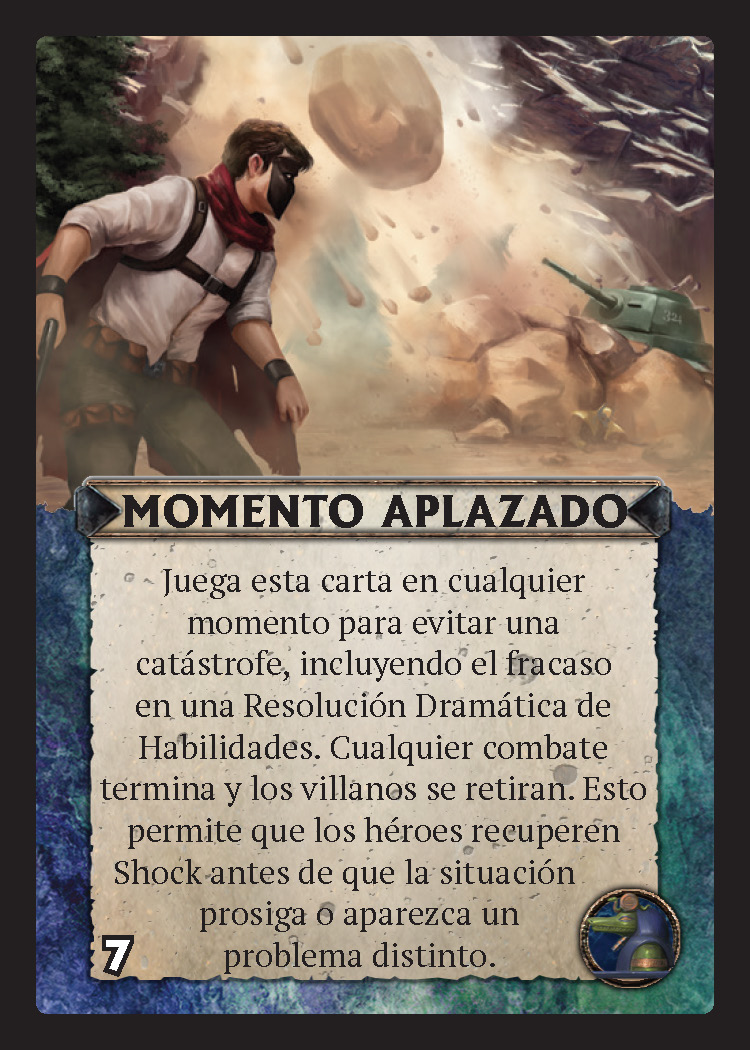 324
MOMENTO APLAZADO
Juega esta carta en cualquier
momento para evitar una
catástrofe, incluyendo el fracaso
en una Resolución Dramática de
Habilidades. Cualquier combate
termina y los villanos se retiran. Esto
permite que los héroes recuperen
Shock antes de que la situación
prosiga o aparezca un
problema distinto.
7